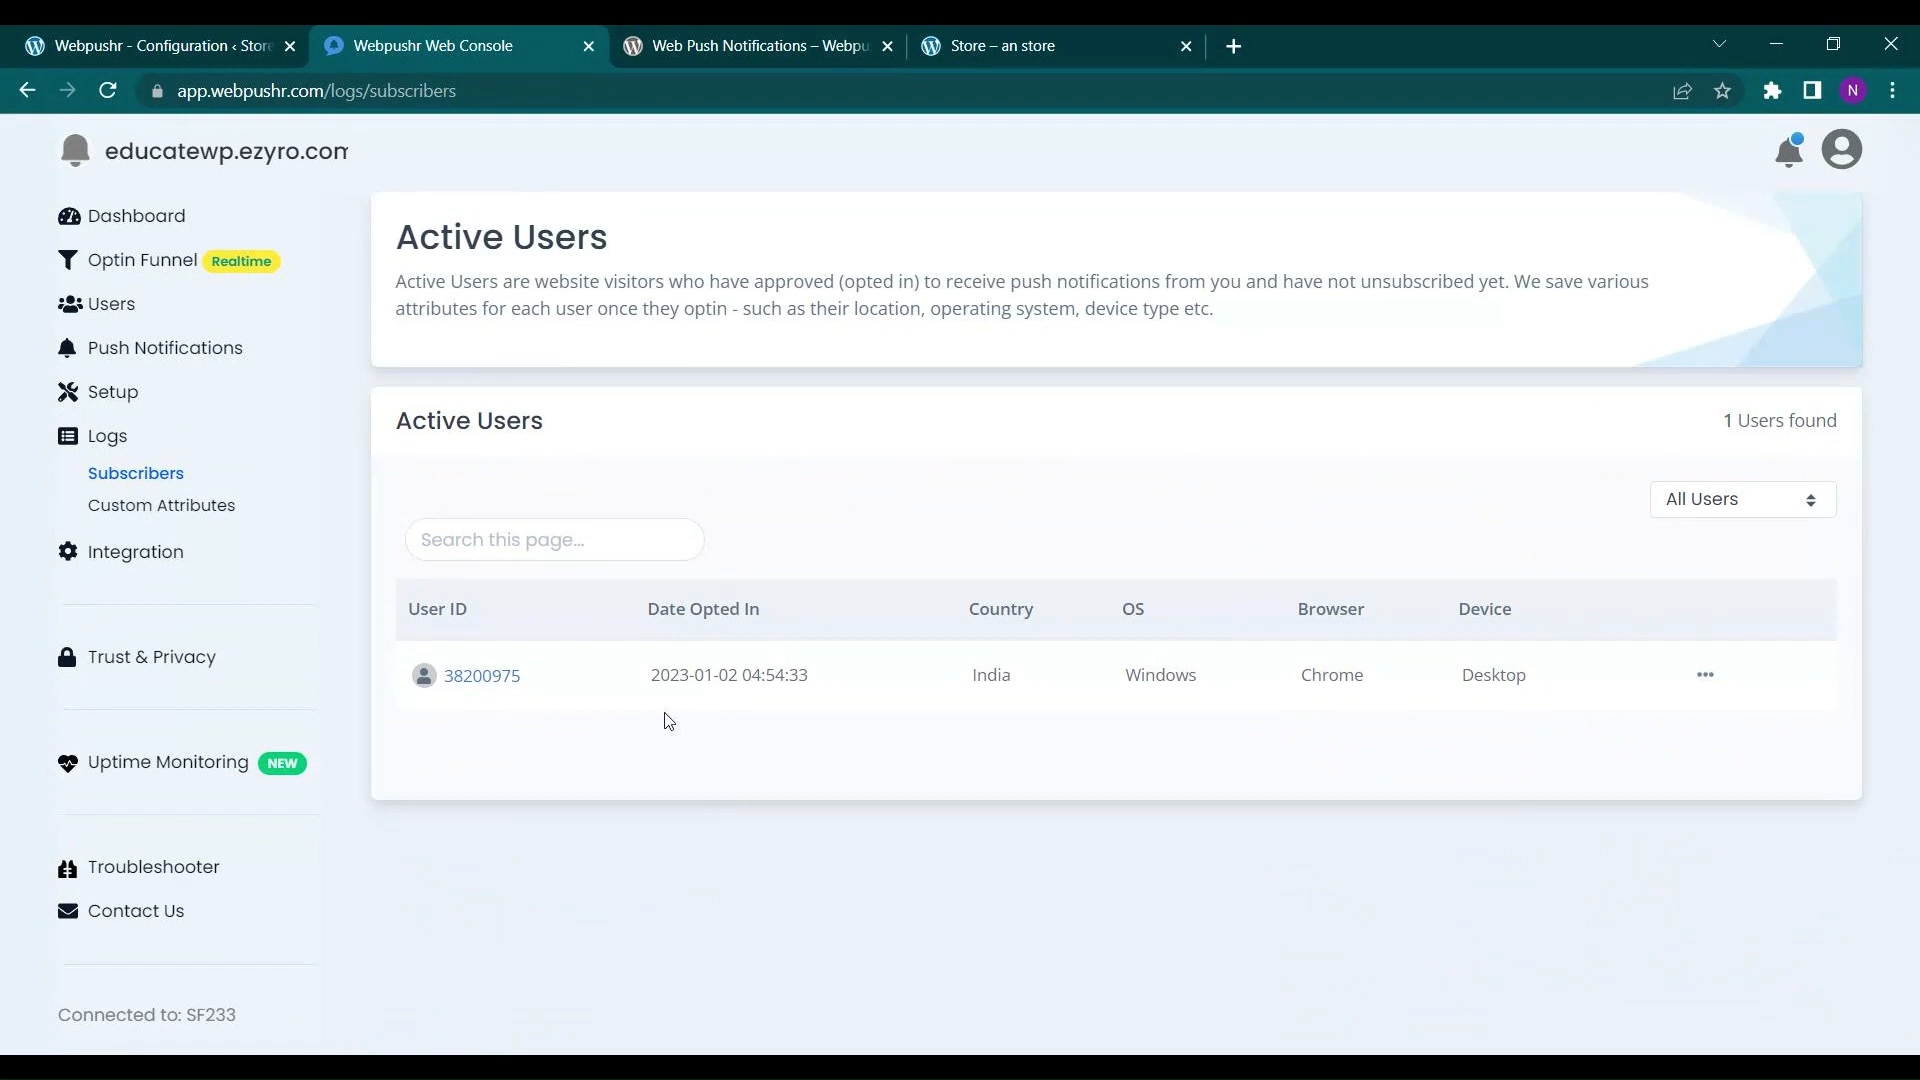 Webpushr - Configuration ‹ Store
Webpushr Web Console
Web Push Notifications – Webpu
Store – an store
app.webpushr.com/logs/subscribers
N
educatewp.ezyro.com
Dashboard
Optin Funnel Realtime
Users
Push Notifications
Setup
Logs
Subscribers
Custom Attributes
Integration
Trust & Privacy
Uptime Monitoring NEW
Troubleshooter
Contact Us
Connected to: SF233
Active Users
Active Users are website visitors who have approved (opted in) to receive push notifications from you and have not unsubscribed yet. We save various
attributes for each user once they optin - such as their location, operating system, device type etc.
Active Users
1 Users found
All Users
Search this page...
User ID Date Opted In Country OS Browser Device
38200975 2023-01-02 04:54:33 India Windows Chrome Desktop